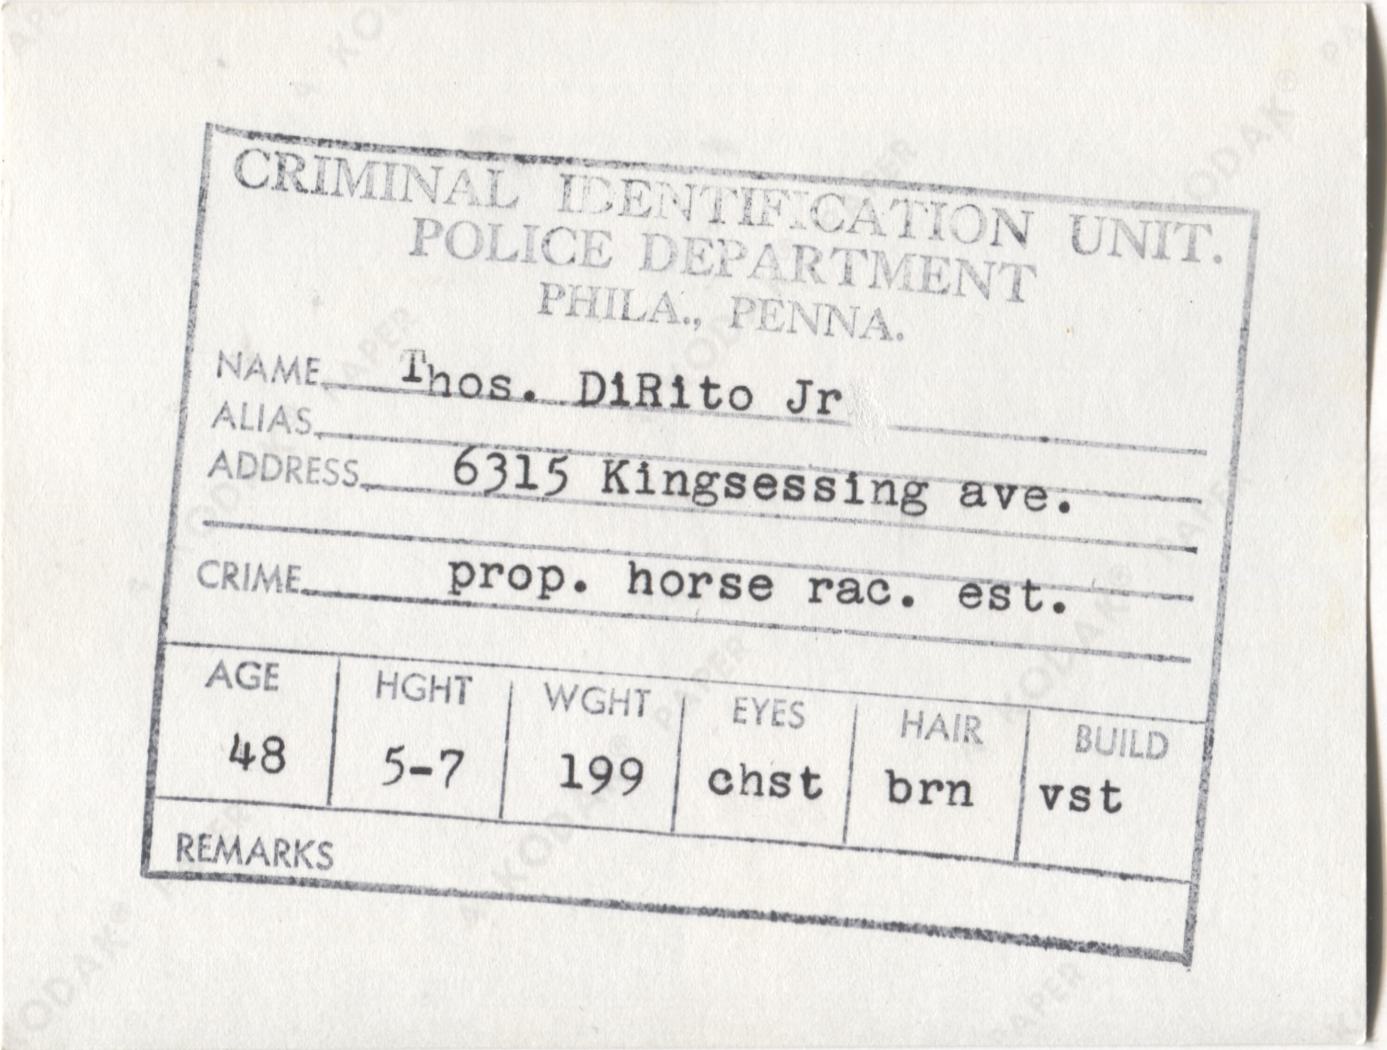 CRIMINAL IDENTIFICATION UNIT.
POLICE DEPARTMENT
PHILA., PENNA.
NAME Thos. DiRito Jr
ALIAS
ADDRESS 6315 Kingsessing ave.
CRIME prop. horse rac. est.
AGE HGHT WGHT EYES HAIR BUILD
48 5-7 199 chst brn vst
REMARKS